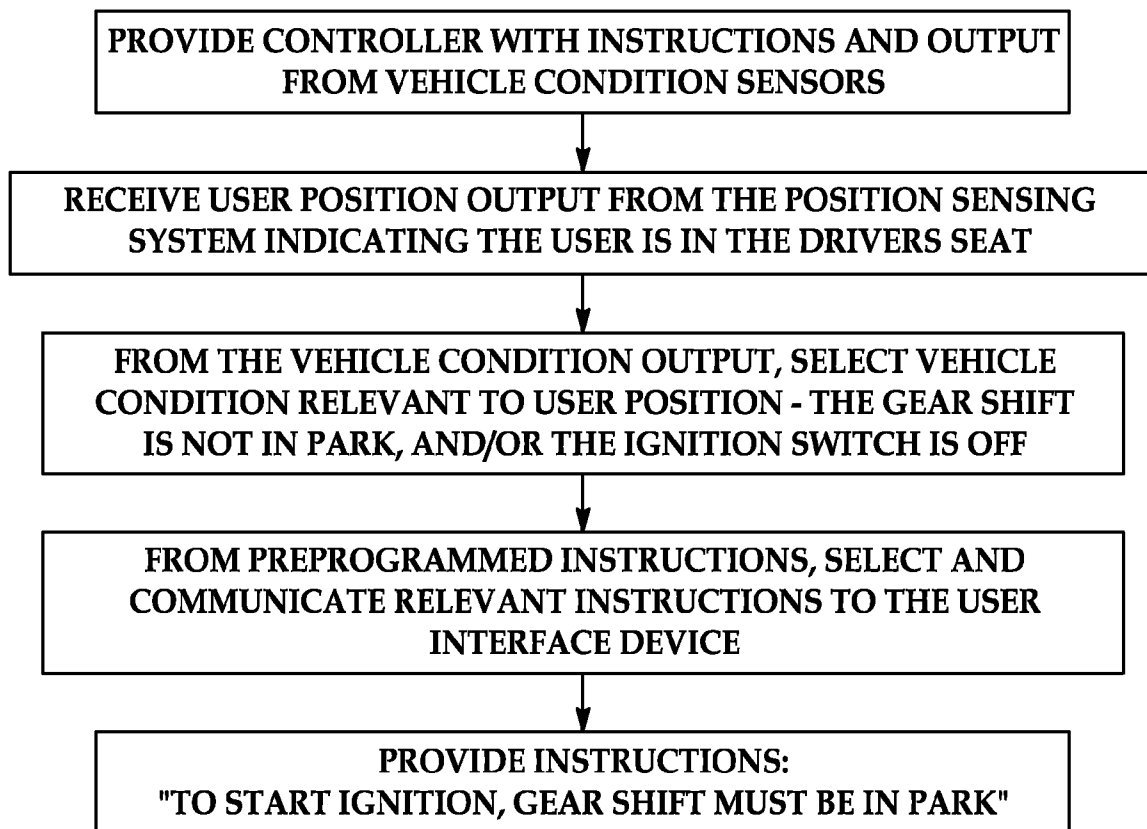 PROVIDE CONTROLLER WITH INSTRUCTIONS AND OUTPUT
FROM VEHICLE CONDITION SENSORS
RECEIVE USER POSITION OUTPUT FROM THE POSITION SENSING
SYSTEM INDICATING THE USER IS IN THE DRIVERS SEAT
FROM THE VEHICLE CONDITION OUTPUT, SELECT VEHICLE
CONDITION RELEVANT TO USER POSITION - THE GEAR SHIFT
IS NOT IN PARK, AND/OR THE IGNITION SWITCH IS OFF
FROM PREPROGRAMMED INSTRUCTIONS, SELECT AND
COMMUNICATE RELEVANT INSTRUCTIONS TO THE USER
INTERFACE DEVICE
PROVIDE INSTRUCTIONS:
"TO START IGNITION, GEAR SHIFT MUST BE IN PARK"